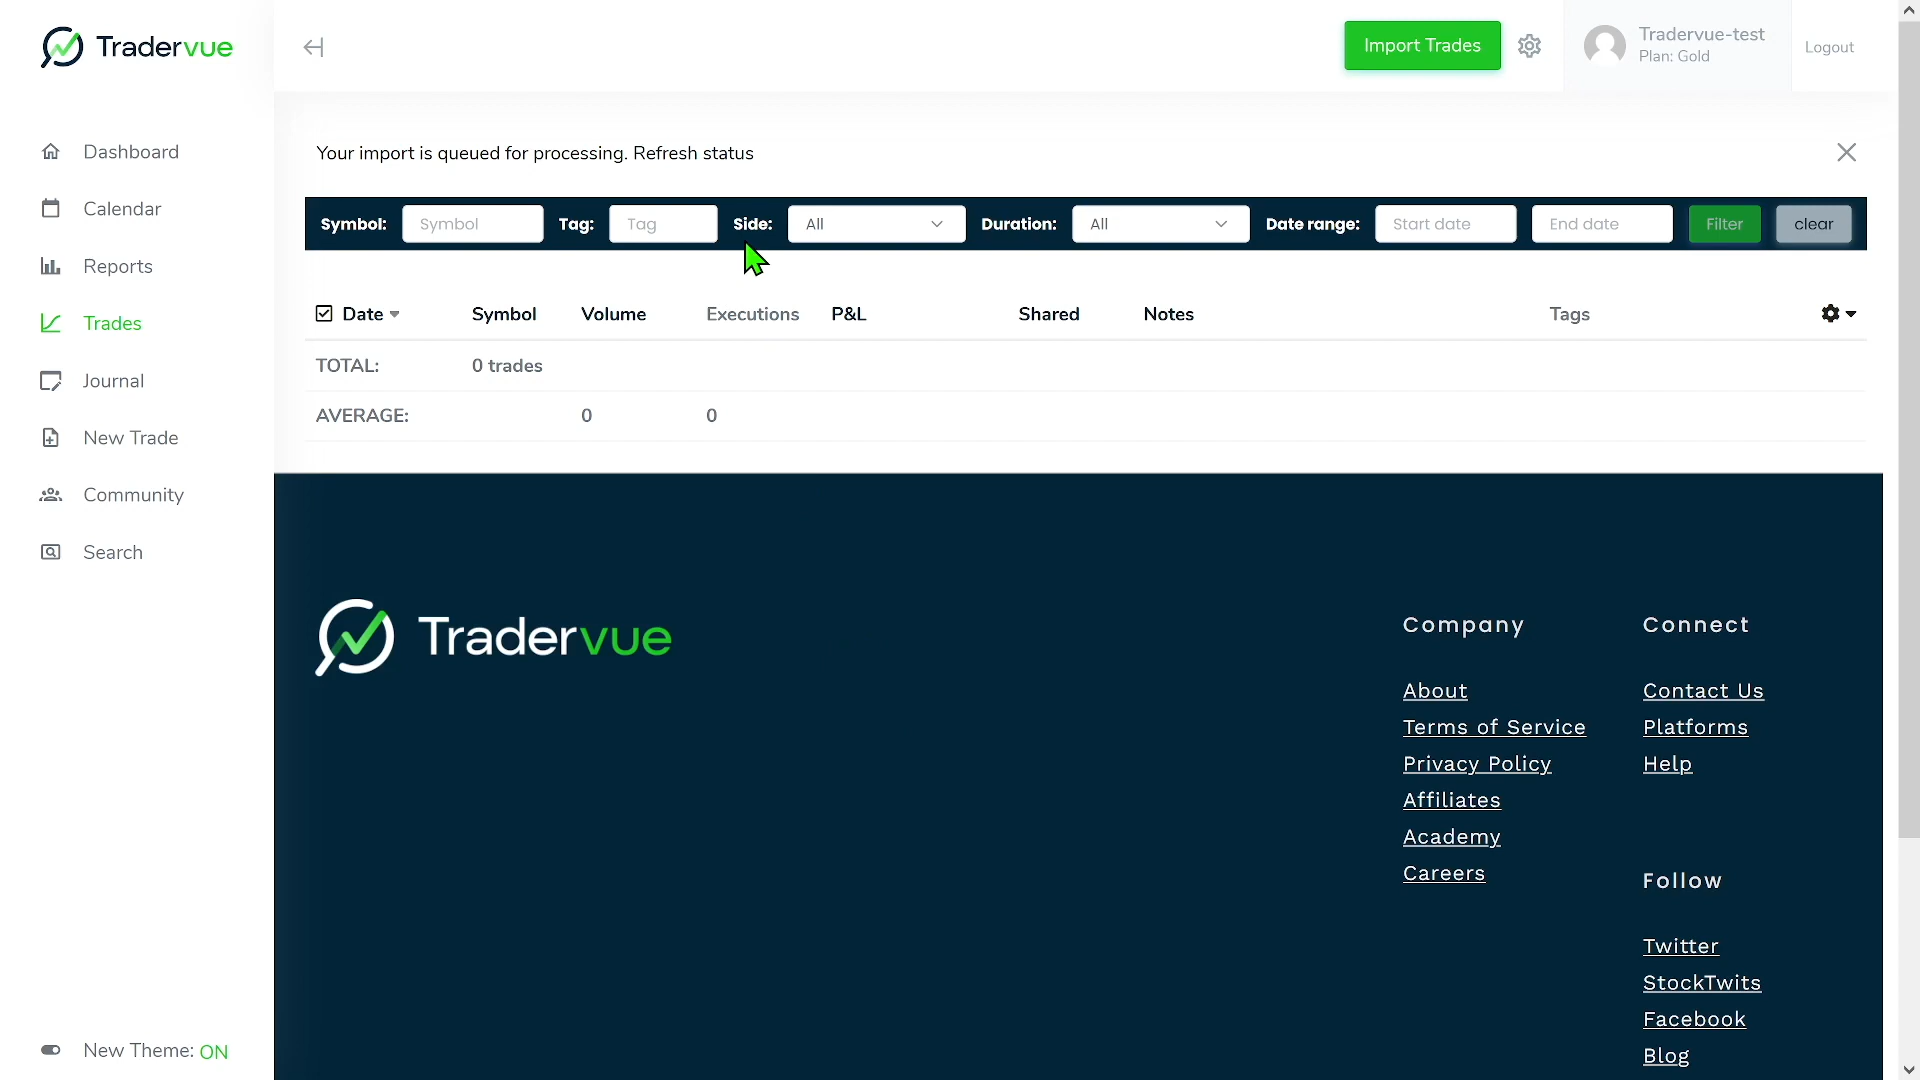 Tradervue
Import Trades
Tradervue-test
Plan: Gold
Logout
Dashboard
Calendar
Reports
Trades
Journal
New Trade
Community
Search
New Theme: ON
Your import is queued for processing. Refresh status
Symbol: Symbol Tag: Tag Side: All Duration: All Date range: Start date End date Filter clear
Date Symbol Volume Executions P&L Shared Notes Tags
TOTAL: 0 trades
AVERAGE: 0 0
Tradervue
Company
About
Terms of Service
Privacy Policy
Affiliates
Academy
Careers
Connect
Contact Us
Platforms
Help
Follow
Twitter
StockTwits
Facebook
Blog